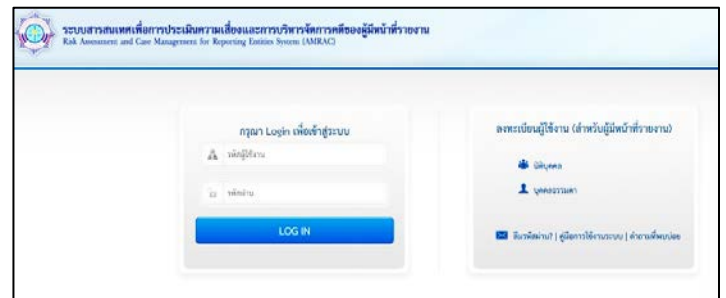 ระบบสารสนเทศเพื่อการประเมินความเสี่ยงและการบริหารจัดการคดีของผู้มีหน้าที่รายงาน
Risk Assessment and Case Management for Reporting Entities System (AMRAC)
กรุณา Login เพื่อเข้าสู่ระบบ
รหัสผู้ใช้งาน
รหัสผ่าน
LOG IN
ลงทะเบียนผู้ใช้งาน (สำหรับผู้มีหน้าที่รายงาน)
นิติบุคคล
บุคคลธรรมดา
ลืมรหัสผ่าน? | คู่มือการใช้งานระบบ | คำถามที่พบบ่อย